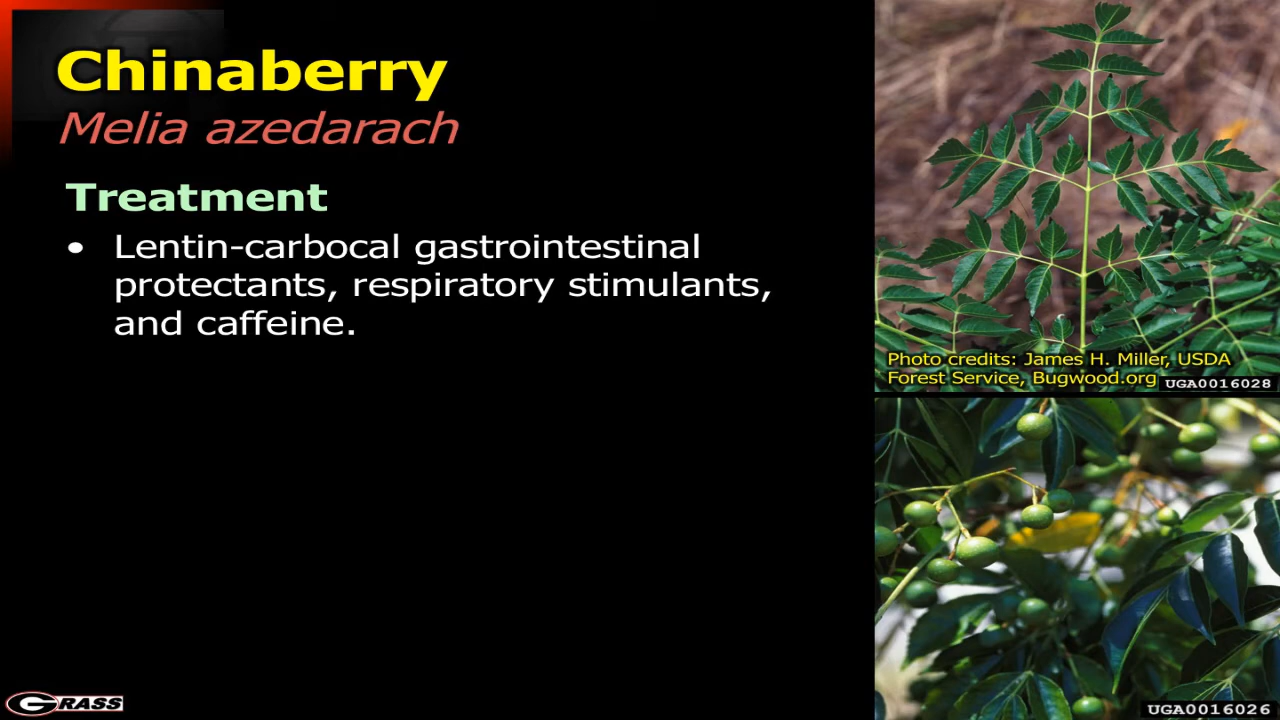 Chinaberry
Melia azedarach
Treatment
• Lentin-carbocal gastrointestinal
protectants, respiratory stimulants,
and caffeine.
Photo credits: James H. Miller, USDA
Forest Service, Bugwood.org
UGA0016028
UGA0016026
GRASS